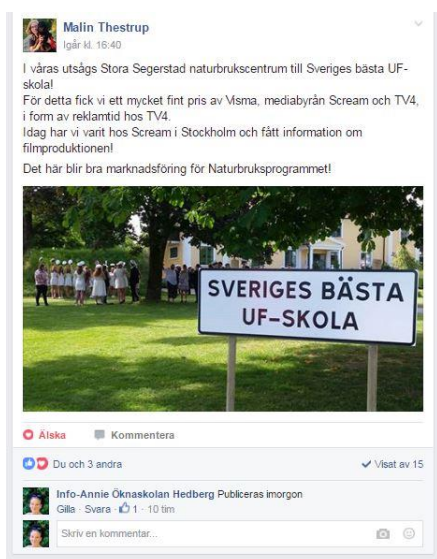 Malin Thestrup
Igår kl. 16:40
I våras utsågs Stora Segerstad naturbrukscentrum till Sveriges bästa UF-
skola!
För detta fick vi ett mycket fint pris av Visma, mediabyrån Scream och TV4,
i form av reklamtid hos TV4.
Idag har vi varit hos Scream i Stockholm och fått information om
filmproduktionen!
Det här blir bra marknadsföring för Naturbruksprogrammet!
SVERIGES BÄSTA
UF-SKOLA
Älska Kommentera
Du och 3 andra Visat av 15
Info-Annie Öknaskolan Hedberg Publiceras imorgon
Gilla · Svara · 1 · 10 tim
Skriv en kommentar...